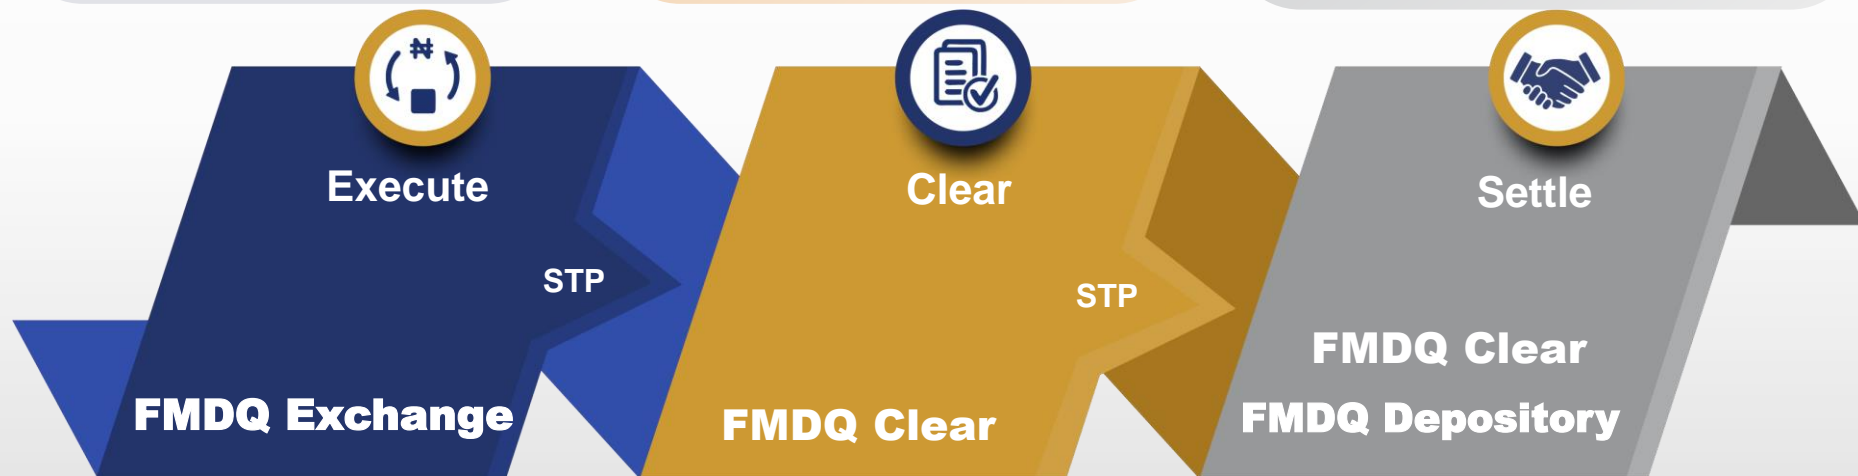 ₦
Execute
STP
FMDQ Exchange
Clear
STP
FMDQ Clear
Settle
FMDQ Clear
FMDQ Depository